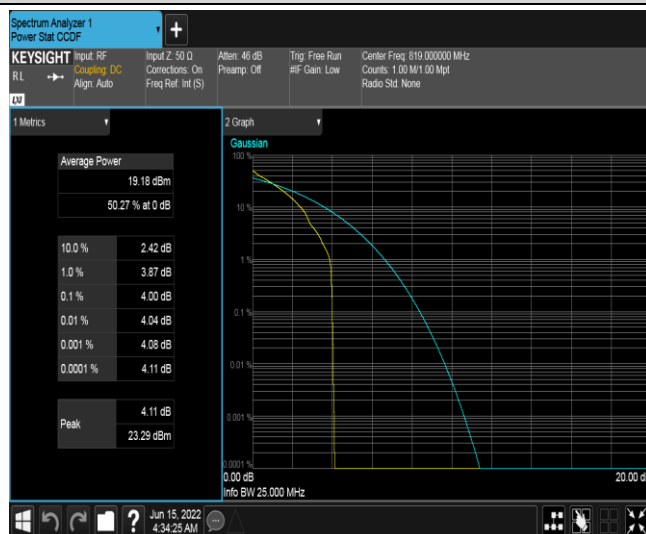 Spectrum Analyzer 1
Power Stat CCDF
+
KEYSIGHT
RL
LXI
Input: RF
Coupling: DC
Align: Auto
Input Z: 50 Ω
Corrections: On
Freq Ref: Int (S)
Atten: 46 dB
Preamp: Off
Trig: Free Run
#IF Gain: Low
Center Freq: 819.000000 MHz
Counts: 1.00 M/1.00 Mpt
Radio Std: None
1 Metrics
Average Power
19.18 dBm
50.27 % at 0 dB
10.0 % 2.42 dB
1.0 % 3.87 dB
0.1 % 4.00 dB
0.01 % 4.04 dB
0.001 % 4.08 dB
0.0001 % 4.11 dB
Peak
4.11 dB
23.29 dBm
2 Graph
Gaussian
100 %
10 %
1 %
0.1 %
0.01 %
0.001 %
0.0001 %
0.00 dB
20.00 d
Info BW 25.000 MHz
?
Jun 15, 2022
4:34:25 AM